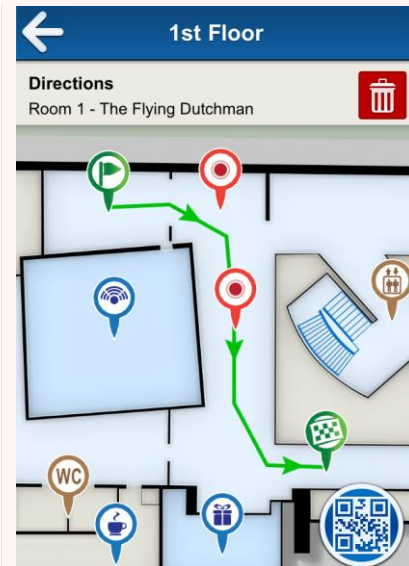 1st Floor
Directions
Room 1 - The Flying Dutchman
WC